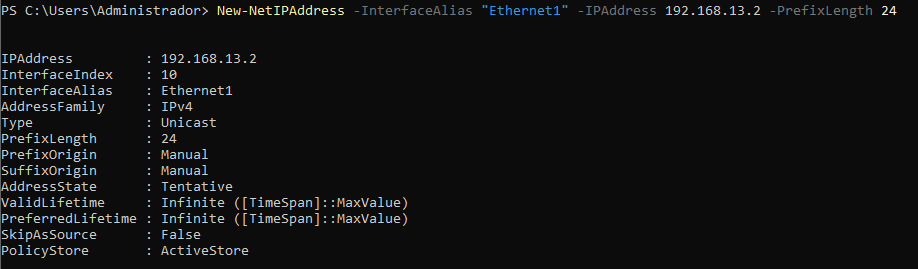 PS C:\Users\Administrador> New-NetIPAddress -InterfaceAlias "Ethernet1" -IPAddress 192.168.13.2 -PrefixLength 24
IPAddress         : 192.168.13.2
InterfaceIndex    : 10
InterfaceAlias    : Ethernet1
AddressFamily     : IPv4
Type              : Unicast
PrefixLength      : 24
PrefixOrigin      : Manual
SuffixOrigin      : Manual
AddressState      : Tentative
ValidLifetime     : Infinite ([TimeSpan]::MaxValue)
PreferredLifetime : Infinite ([TimeSpan]::MaxValue)
SkipAsSource      : False
PolicyStore       : ActiveStore